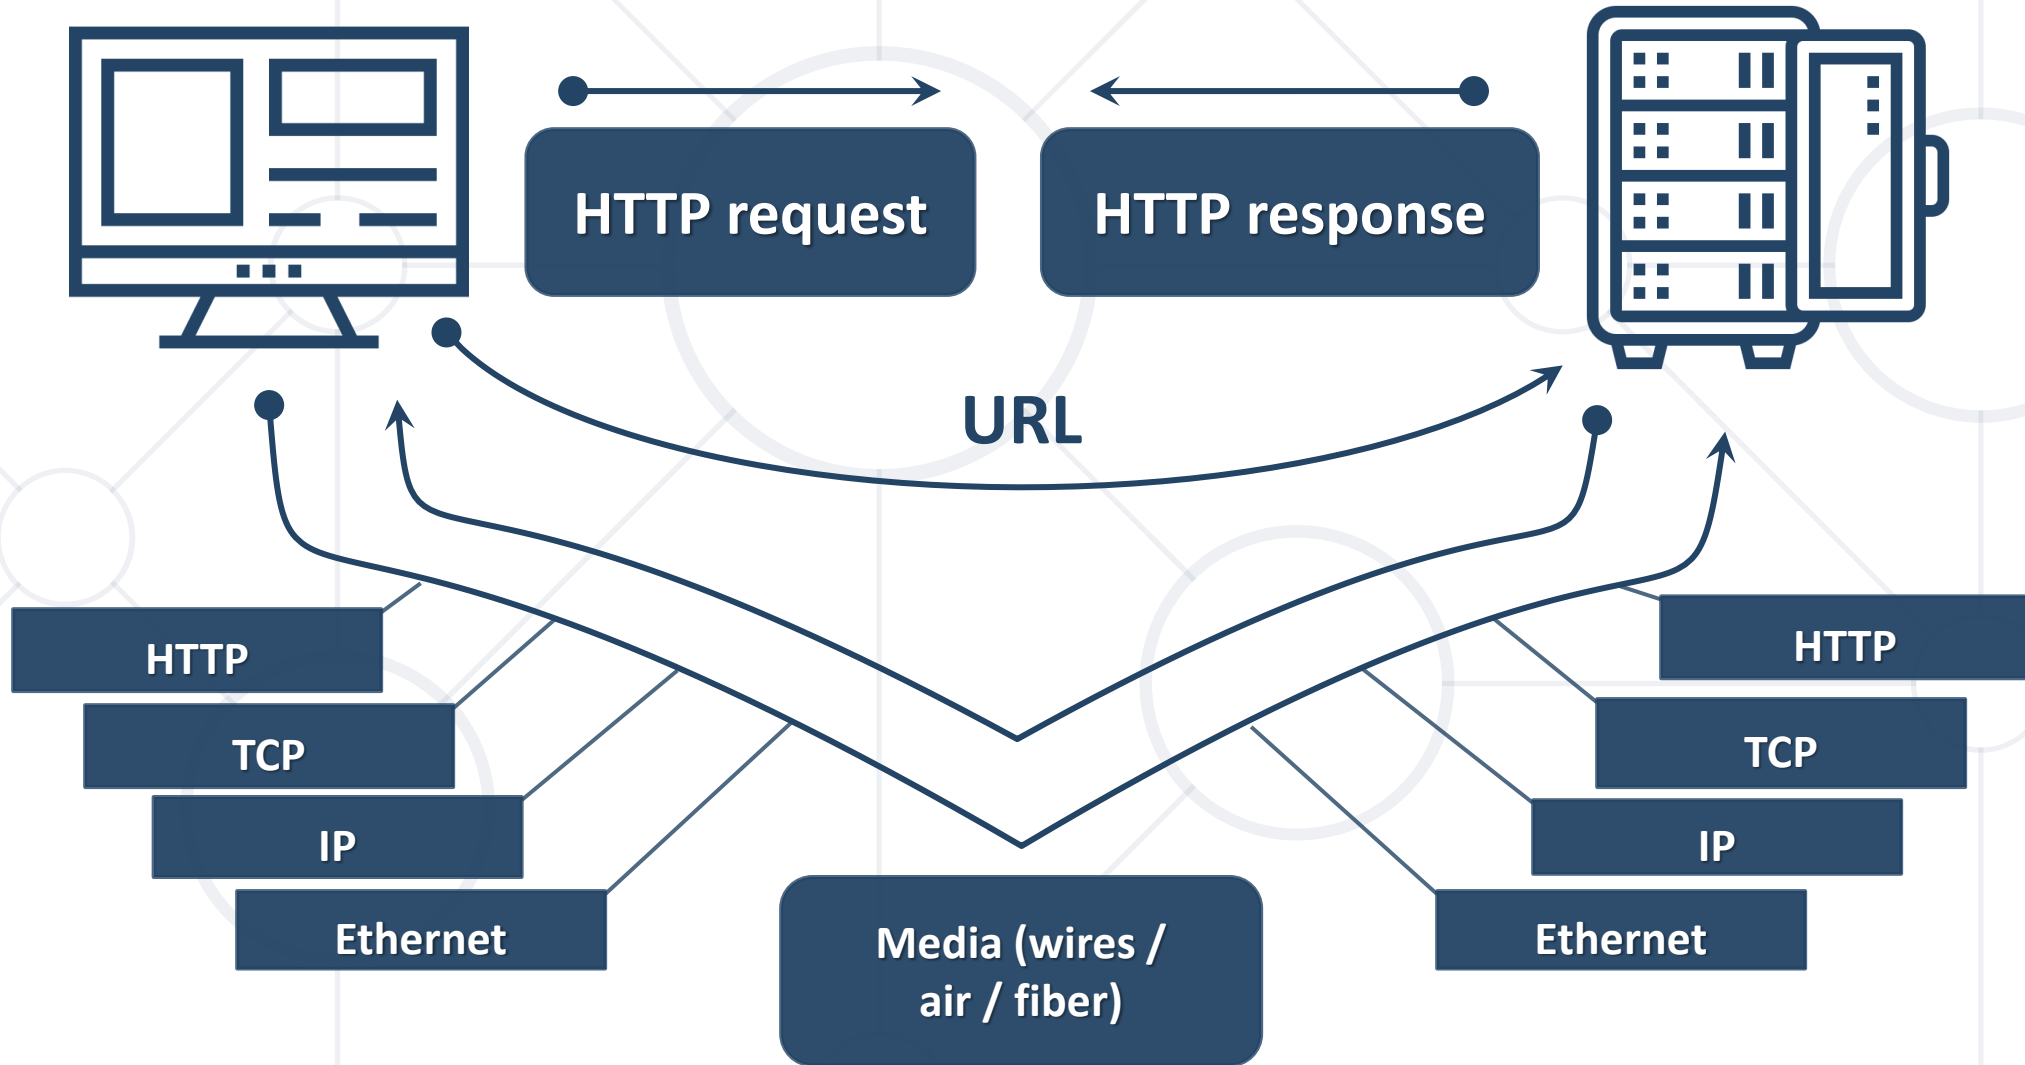 HTTP request
HTTP response
URL
HTTP
TCP
IP
Ethernet
Media (wires /
air / fiber)
HTTP
TCP
IP
Ethernet